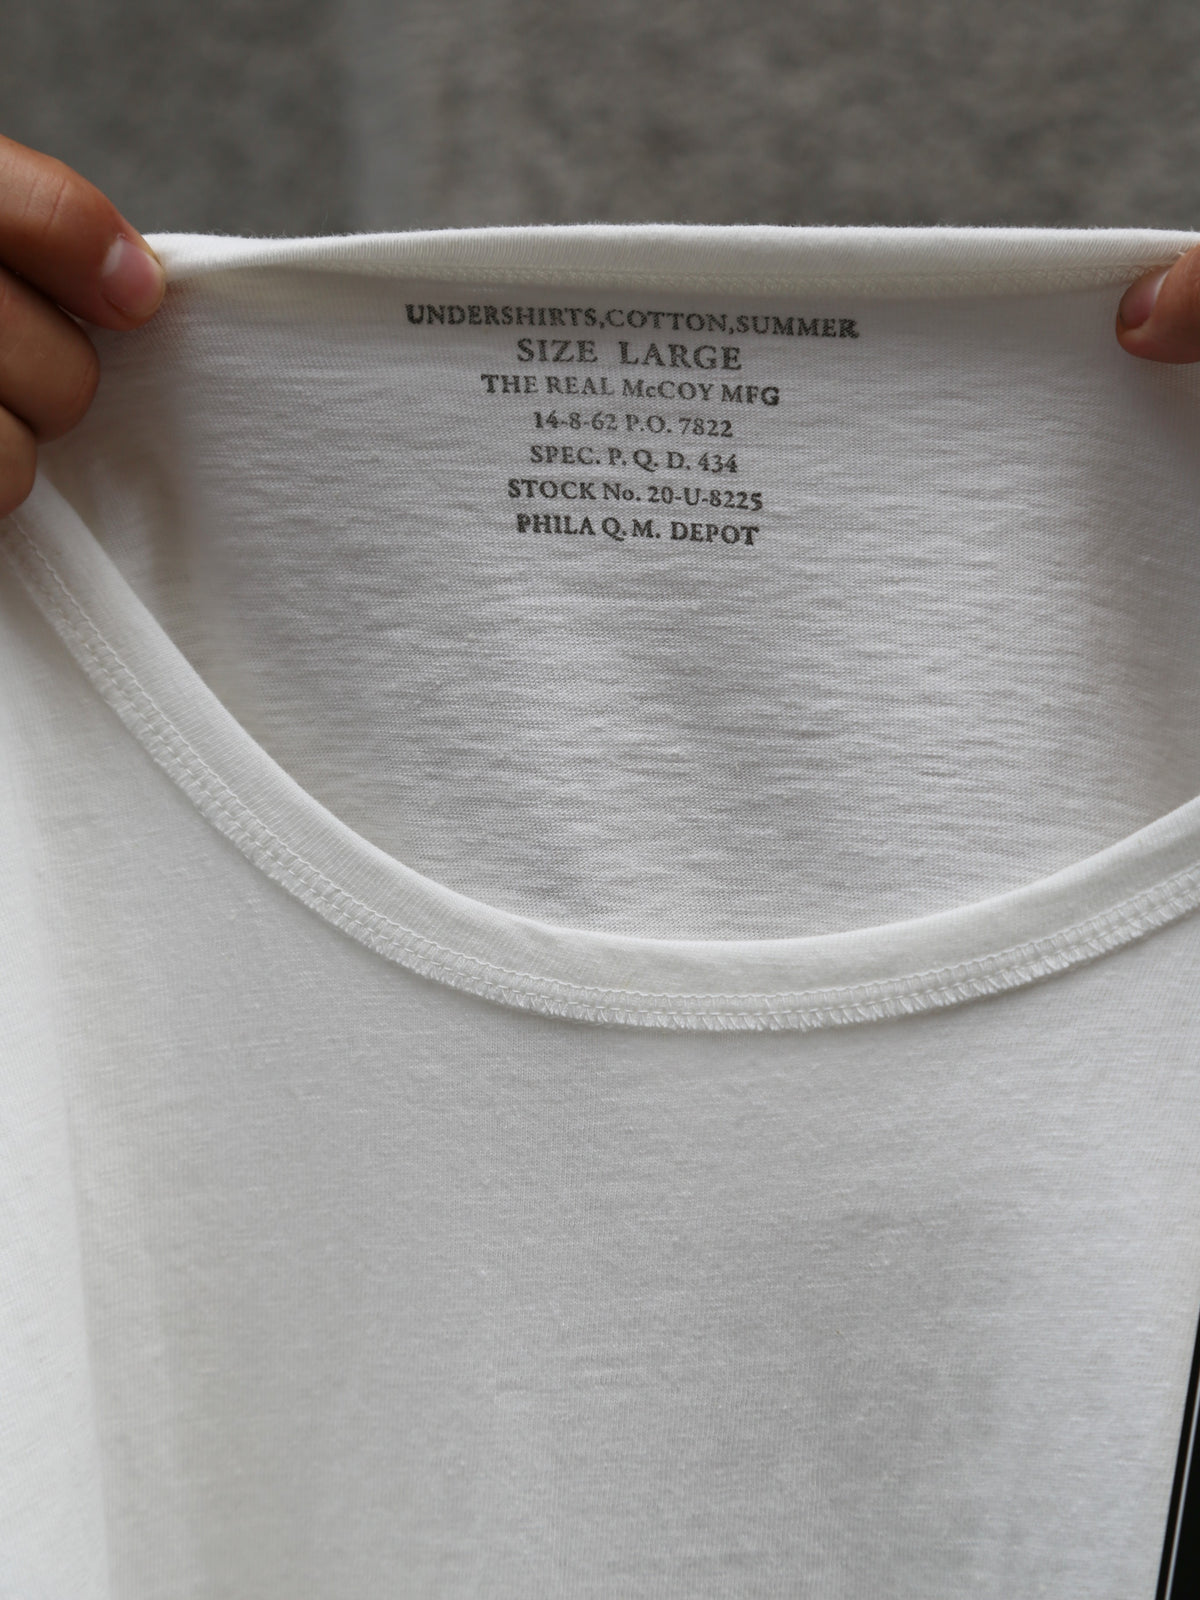 UNDERSHIRTS,COTTON,SUMMER
SIZE LARGE
THE REAL McCOY MFG
14-8-62 P.O. 7822
SPEC. P. Q. D. 434
STOCK No. 20-U-8225
PHILA Q.M. DEPOT